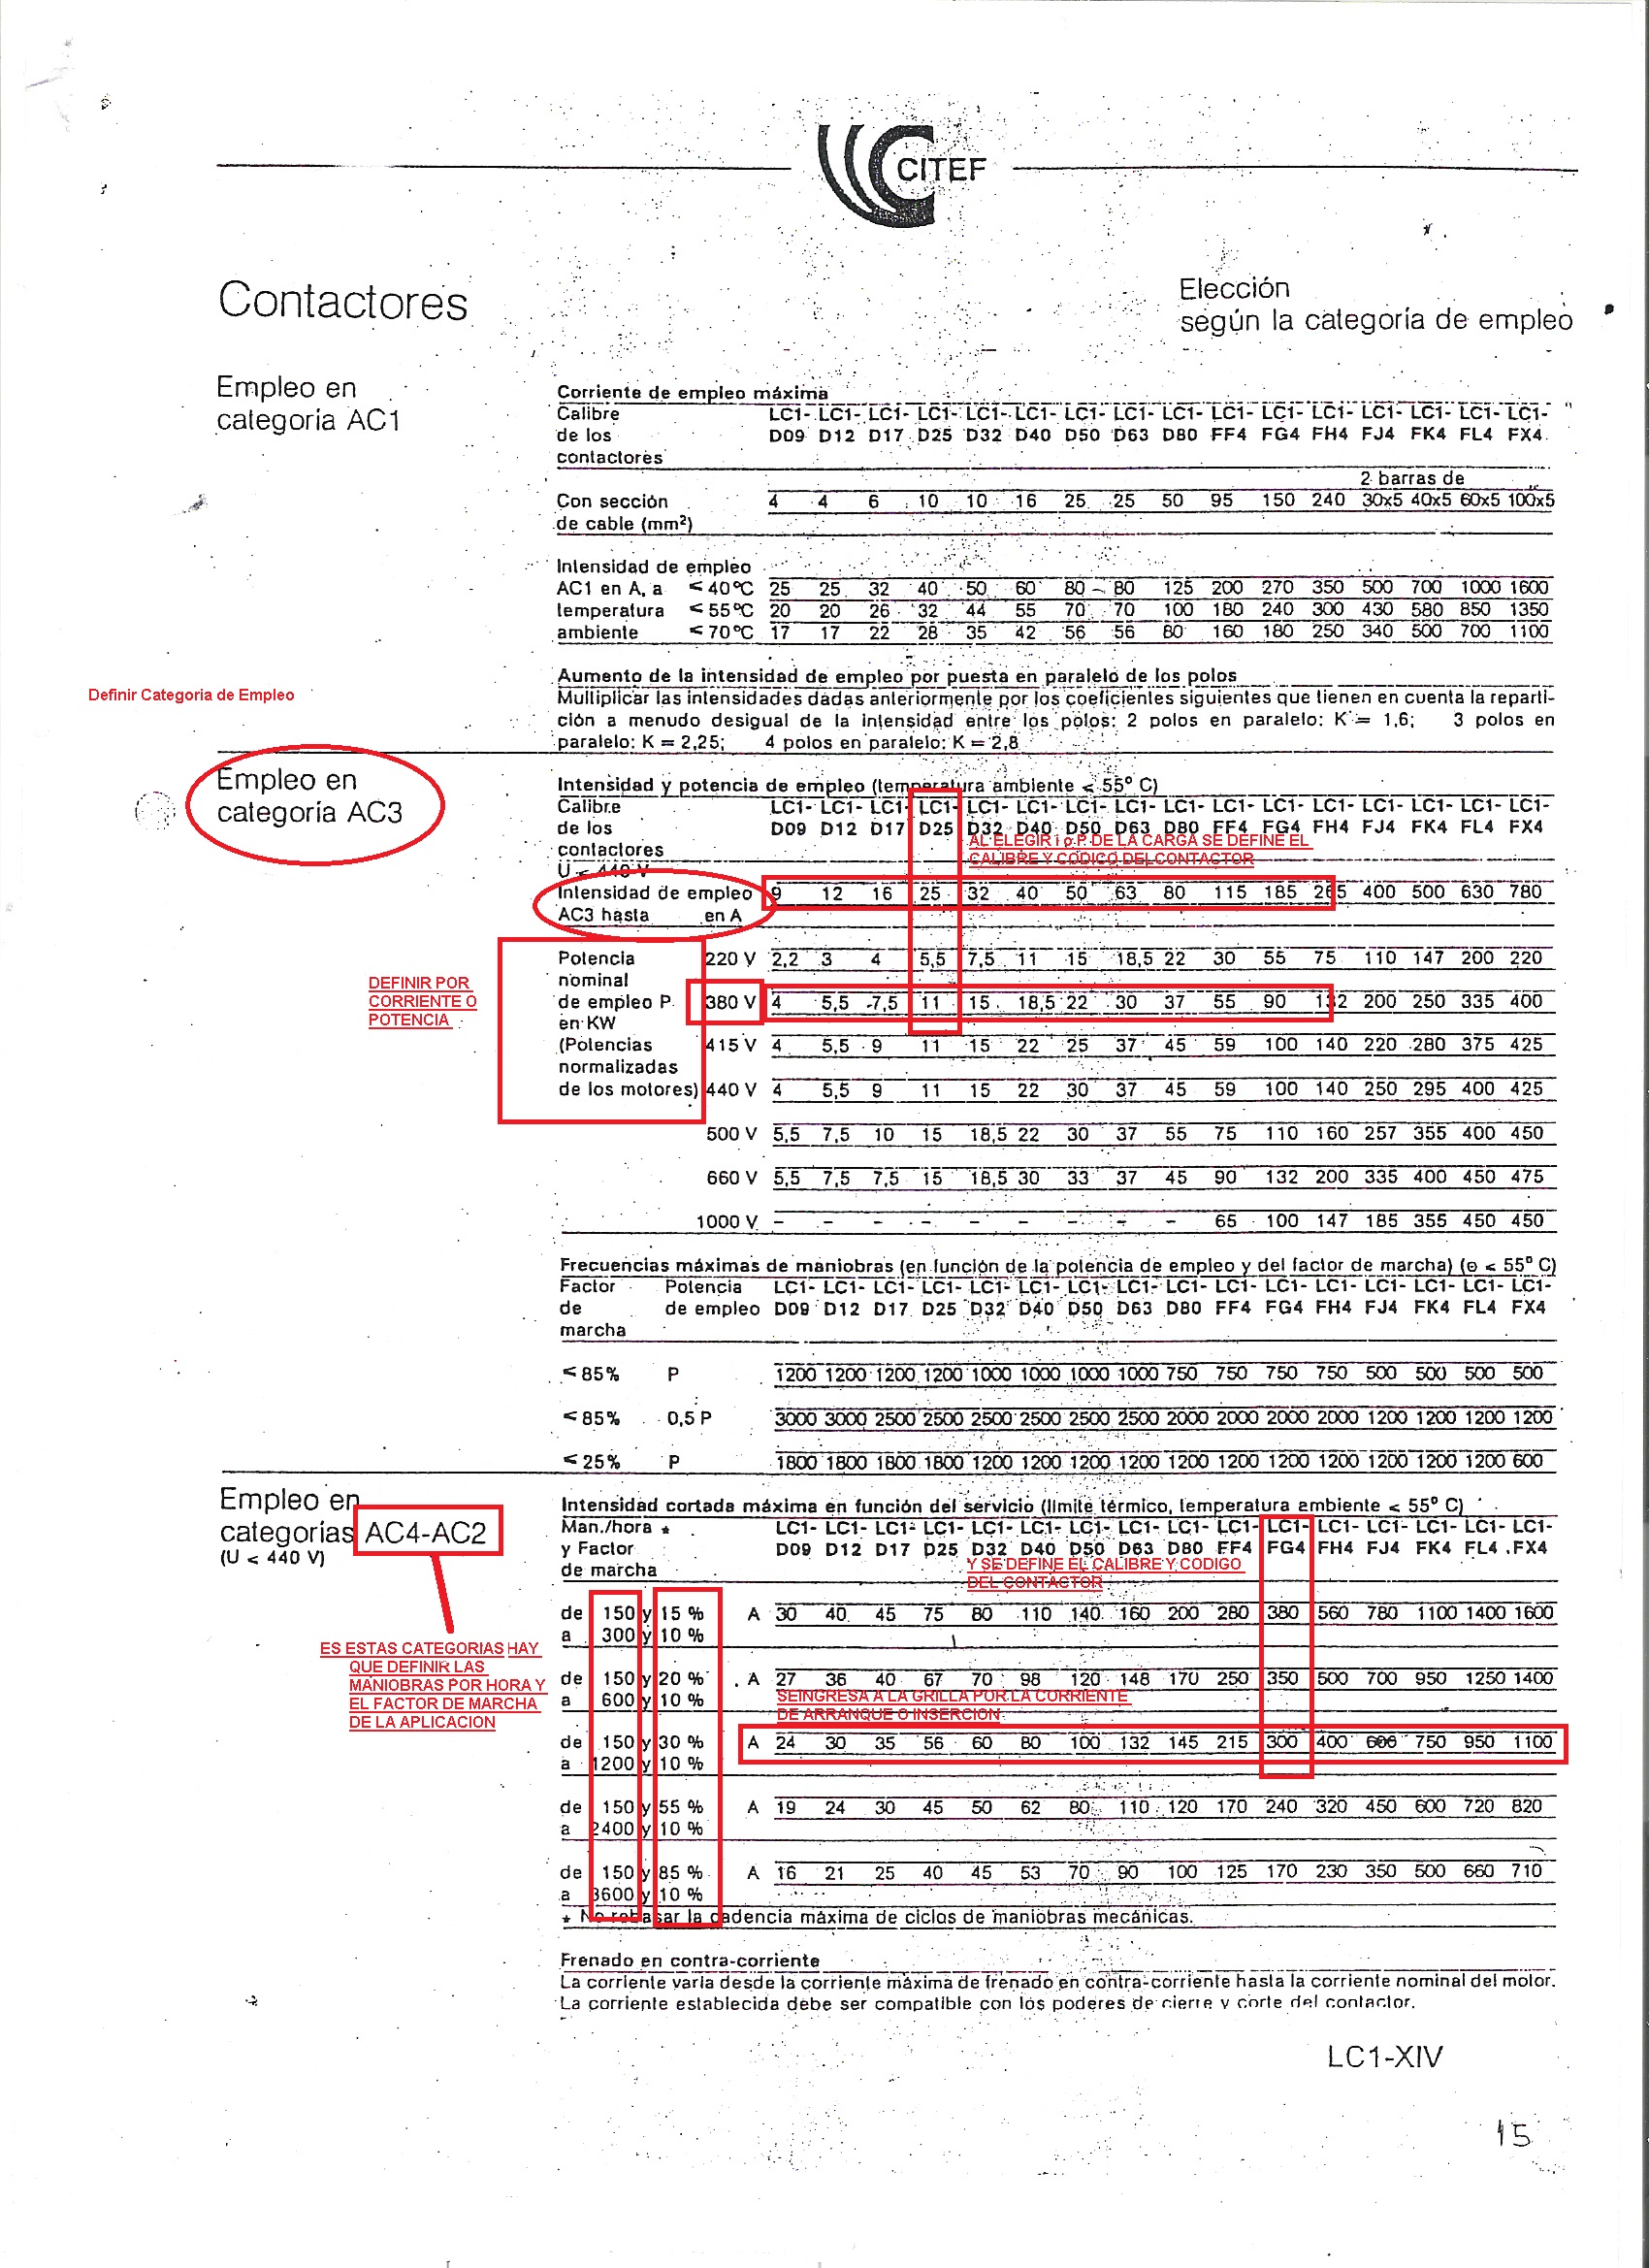 CITEF
Contactores
Elección
según la categoría de empleo
Empleo en
categoría AC1
Corriente de empleo máxima
Calibre LC1- LC1- LC1- LC1- LC1- LC1- LC1- LC1- LC1- LC1- LC1- LC1- LC1- LC1- LC1- LC1-
de los D09 D12 D17 D25 D32 D40 D50 D63 D80 FF4 FG4 FH4 FJ4 FK4 FL4 FX4
contactores
2 barras de
Con sección 4 4 6 10 10 16 25 25 50 95 150 240 30x5 40x5 60x5 100x5
de cable (mm²)
Intensidad de empleo
AC1 en A, a ≤ 40°C 25 25 32 40 50 60 80 80 125 200 270 350 500 700 1000 1600
temperatura ≤ 55°C 20 20 26 32 44 55 70 70 100 180 240 300 430 580 850 1350
ambiente ≤ 70°C 17 17 22 28 35 42 56 56 80 160 180 250 340 500 700 1100
Aumento de la intensidad de empleo por puesta en paralelo de los polos
Definir Categoria de Empleo
Multiplicar las intensidades dadas anteriormente por los coeficientes siguientes que tienen en cuenta la reparti-
ción a menudo desigual de la intensidad entre los polos: 2 polos en paralelo: K = 1,6; 3 polos en
paralelo: K = 2,25; 4 polos en paralelo: K = 2,8
Empleo en
categoría AC3
Intensidad y potencia de empleo (temperatura ambiente < 55° C)
Calibre LC1- LC1- LC1- LC1- LC1- LC1- LC1- LC1- LC1- LC1- LC1- LC1- LC1- LC1- LC1- LC1-
de los D09 D12 D17 D25 D32 D40 D50 D63 D80 FF4 FG4 FH4 FJ4 FK4 FL4 FX4
contactores
AL ELEGIR i o P DE LA CARGA SE DEFINE EL
CALIBRE Y CODIGO DEL CONTACTOR
U < 440 V
Intensidad de empleo 9 12 16 25 32 40 50 63 80 115 185 265 400 500 630 780
AC3 hasta en A
Potencia 220 V 2,2 3 4 5,5 7,5 11 15 18,5 22 30 55 75 110 147 200 220
nominal
de empleo P 380 V 4 5,5 7,5 11 15 18,5 22 30 37 55 90 132 200 250 335 400
en KW
DEFINIR POR
CORRIENTE O
POTENCIA
(Potencias 415 V 4 5,5 9 11 15 22 25 37 45 59 100 140 220 280 375 425
normalizadas
de los motores) 440 V 4 5,5 9 11 15 22 30 37 45 59 100 140 250 295 400 425
500 V 5,5 7,5 10 15 18,5 22 30 37 55 75 110 160 257 355 400 450
660 V 5,5 7,5 7,5 15 18,5 30 33 37 45 90 132 200 335 400 450 475
1000 V – – – – – – – – – 65 100 147 185 355 450 450
Frecuencias máximas de maniobras (en función de la potencia de empleo y del factor de marcha) (θ < 55° C)
Factor Potencia LC1- LC1- LC1- LC1- LC1- LC1- LC1- LC1- LC1- LC1- LC1- LC1- LC1- LC1- LC1- LC1-
de de empleo D09 D12 D17 D25 D32 D40 D50 D63 D80 FF4 FG4 FH4 FJ4 FK4 FL4 FX4
marcha
≤ 85% P 1200 1200 1200 1200 1000 1000 1000 1000 750 750 750 750 500 500 500 500
≤ 85% 0,5 P 3000 3000 2500 2500 2500 2500 2500 2500 2000 2000 2000 2000 1200 1200 1200 1200
≤ 25% P 1800 1800 1800 1800 1200 1200 1200 1200 1200 1200 1200 1200 1200 1200 1200 600
Empleo en
categorías AC4-AC2
(U < 440 V)
Intensidad cortada máxima en función del servicio (límite térmico, temperatura ambiente < 55° C)
Man./hora * LC1- LC1- LC1- LC1- LC1- LC1- LC1- LC1- LC1- LC1- LC1- LC1- LC1- LC1- LC1- LC1-
y Factor D09 D12 D17 D25 D32 D40 D50 D63 D80 FF4 FG4 FH4 FJ4 FK4 FL4 FX4
de marcha
Y SE DEFINE EL CALIBRE Y CODIGO
DEL CONTACTOR
de 150 y 15 % A 30 40 45 75 80 110 140 160 200 280 380 560 780 1100 1400 1600
a 300 y 10 %
ES ESTAS CATEGORIAS HAY
QUE DEFINIR LAS
MANIOBRAS POR HORA Y
EL FACTOR DE MARCHA
DE LA APLICACION
de 150 y 20 % A 27 36 40 67 70 98 120 148 170 250 350 500 700 950 1250 1400
a 600 y 10 %
SEINGRESA A LA GRILLA POR LA CORRIENTE
DE ARRANQUE O INSERCION
de 150 y 30 % A 24 30 35 56 60 80 100 132 145 215 300 400 600 750 950 1100
a 1200 y 10 %
de 150 y 55 % A 19 24 30 45 50 62 80 110 120 170 240 320 450 600 720 820
a 2400 y 10 %
de 150 y 85 % A 16 21 25 40 45 53 70 90 100 125 170 230 350 500 660 710
a 3600 y 10 %
* No rebasar la cadencia máxima de ciclos de maniobras mecánicas.
Frenado en contra-corriente
La corriente varía desde la corriente máxima de frenado en contra-corriente hasta la corriente nominal del motor.
La corriente establecida debe ser compatible con los poderes de cierre y corte del contactor.
LC1-XIV
15